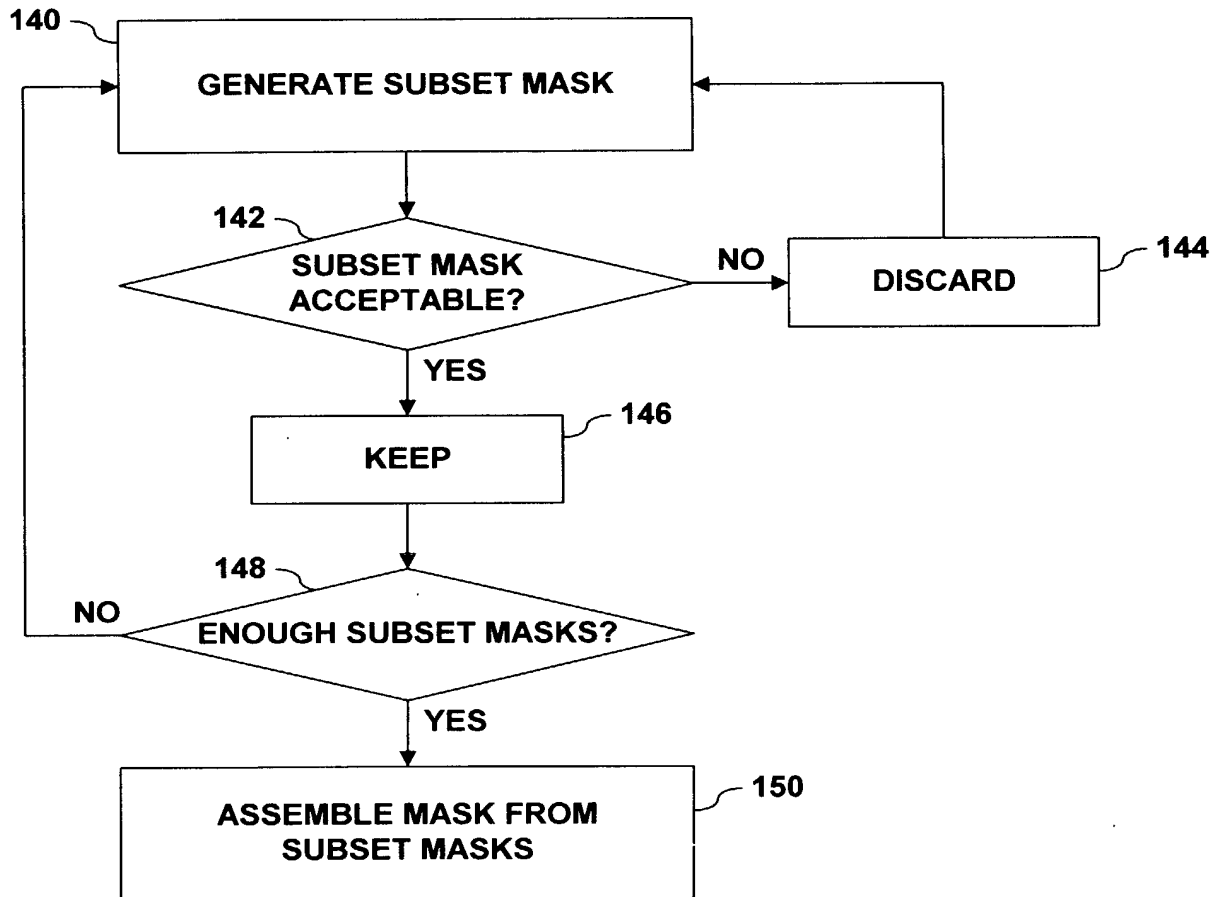 140
GENERATE SUBSET MASK
142
SUBSET MASK
ACCEPTABLE?
NO
DISCARD
144
YES
146
KEEP
148
NO
ENOUGH SUBSET MASKS?
YES
150
ASSEMBLE MASK FROM
SUBSET MASKS